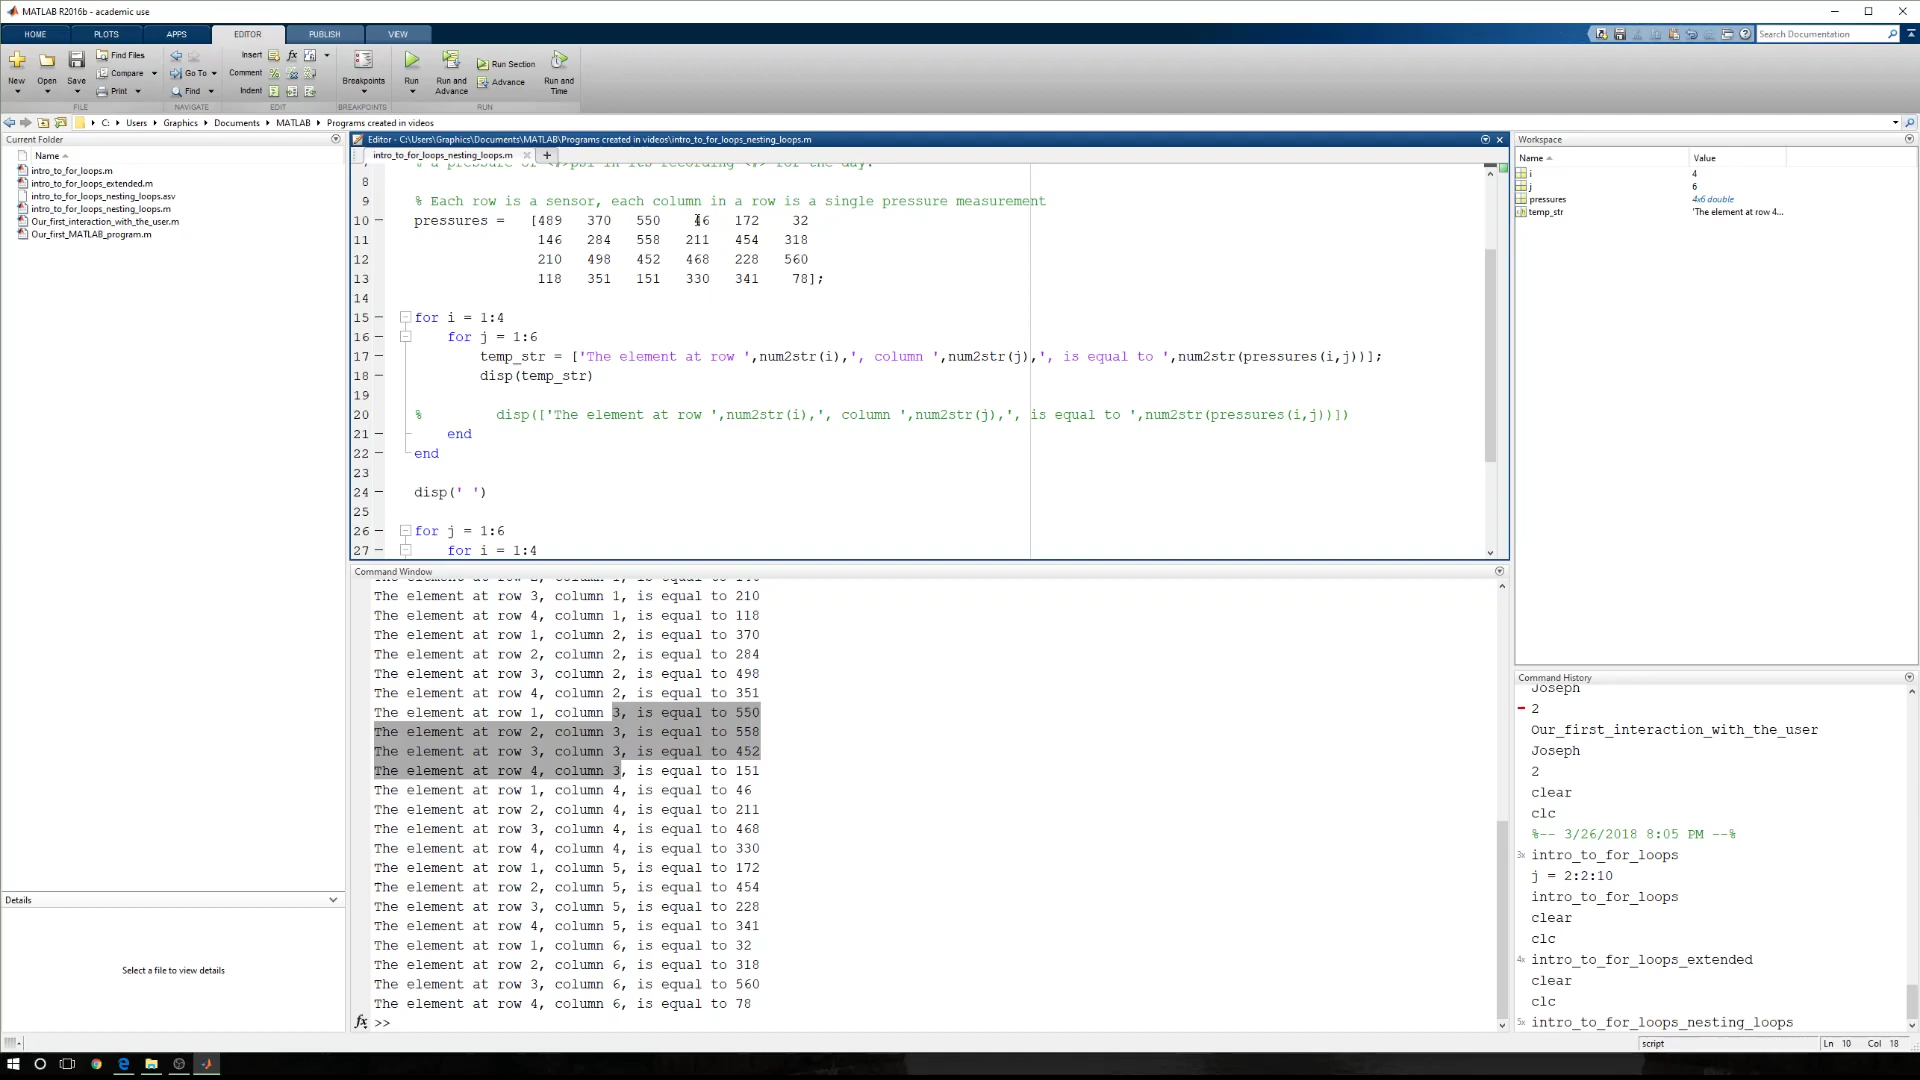 MATLAB R2016b - academic use
HOME PLOTS APPS EDITOR PUBLISH VIEW
Search Documentation
New Open Save
Find Files
Compare
Print
Go To
Find
Insert
Comment
Indent
fx
Breakpoints
Run
Run and Advance
Run Section
Advance
Run and Time
FILE NAVIGATE EDIT BREAKPOINTS RUN
C: Users Graphics Documents MATLAB Programs created in videos
Current Folder
Name
intro_to_for_loops.m
intro_to_for_loops_extended.m
intro_to_for_loops_nesting_loops.asv
intro_to_for_loops_nesting_loops.m
Our_first_interaction_with_the_user.m
Our_first_MATLAB_program.m
Details
Select a file to view details
Editor - C:\Users\Graphics\Documents\MATLAB\Programs created in videos\intro_to_for_loops_nesting_loops.m
intro_to_for_loops_nesting_loops.m
7 % a pressure of <#>psi in its recording <#> for the day.
8
9 % Each row is a sensor, each column in a row is a single pressure measurement
10 pressures = [489 370 550 46 172 32
11 146 284 558 211 454 318
12 210 498 452 468 228 560
13 118 351 151 330 341 78];
14
15 for i = 1:4
16 for j = 1:6
17 temp_str = ['The element at row ',num2str(i),', column ',num2str(j),', is equal to ',num2str(pressures(i,j))];
18 disp(temp_str)
19
20 % disp(['The element at row ',num2str(i),', column ',num2str(j),', is equal to ',num2str(pressures(i,j))])
21 end
22 end
23
24 disp(' ')
25
26 for j = 1:6
27 for i = 1:4
Command Window
The element at row 3, column 1, is equal to 210
The element at row 4, column 1, is equal to 118
The element at row 1, column 2, is equal to 370
The element at row 2, column 2, is equal to 284
The element at row 3, column 2, is equal to 498
The element at row 4, column 2, is equal to 351
The element at row 1, column 3, is equal to 550
The element at row 2, column 3, is equal to 558
The element at row 3, column 3, is equal to 452
The element at row 4, column 3, is equal to 151
The element at row 1, column 4, is equal to 46
The element at row 2, column 4, is equal to 211
The element at row 3, column 4, is equal to 468
The element at row 4, column 4, is equal to 330
The element at row 1, column 5, is equal to 172
The element at row 2, column 5, is equal to 454
The element at row 3, column 5, is equal to 228
The element at row 4, column 5, is equal to 341
The element at row 1, column 6, is equal to 32
The element at row 2, column 6, is equal to 318
The element at row 3, column 6, is equal to 560
The element at row 4, column 6, is equal to 78
fx >>
Workspace
Name Value
i 4
j 6
pressures 4x6 double
temp_str 'The element at row 4...
Command History
Joseph
2
Our_first_interaction_with_the_user
Joseph
2
clear
clc
%-- 3/26/2018 8:05 PM --%
3x intro_to_for_loops
j = 2:2:10
intro_to_for_loops
clear
clc
4x intro_to_for_loops_extended
clear
clc
5x intro_to_for_loops_nesting_loops
script Ln 10 Col 18